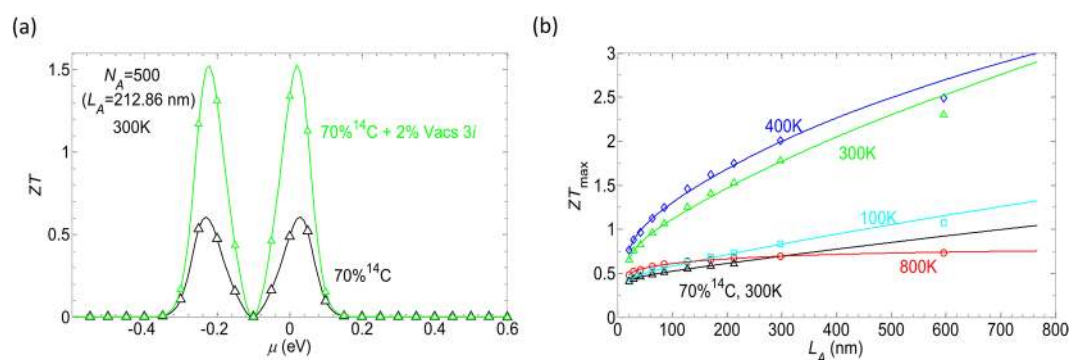 (a)
(b)
1.5
1
0.5
0
ZT
N_A=500
(L_A=212.86 nm)
300K
70%¹⁴C + 2% Vacs 3i
70%¹⁴C
-0.4 -0.2 0 0.2 0.4 0.6
μ (eV)
3
2.5
2
1.5
1
0.5
0
ZT_max
400K
300K
100K
800K
70%¹⁴C, 300K
0 100 200 300 400 500 600 700 800
L_A (nm)